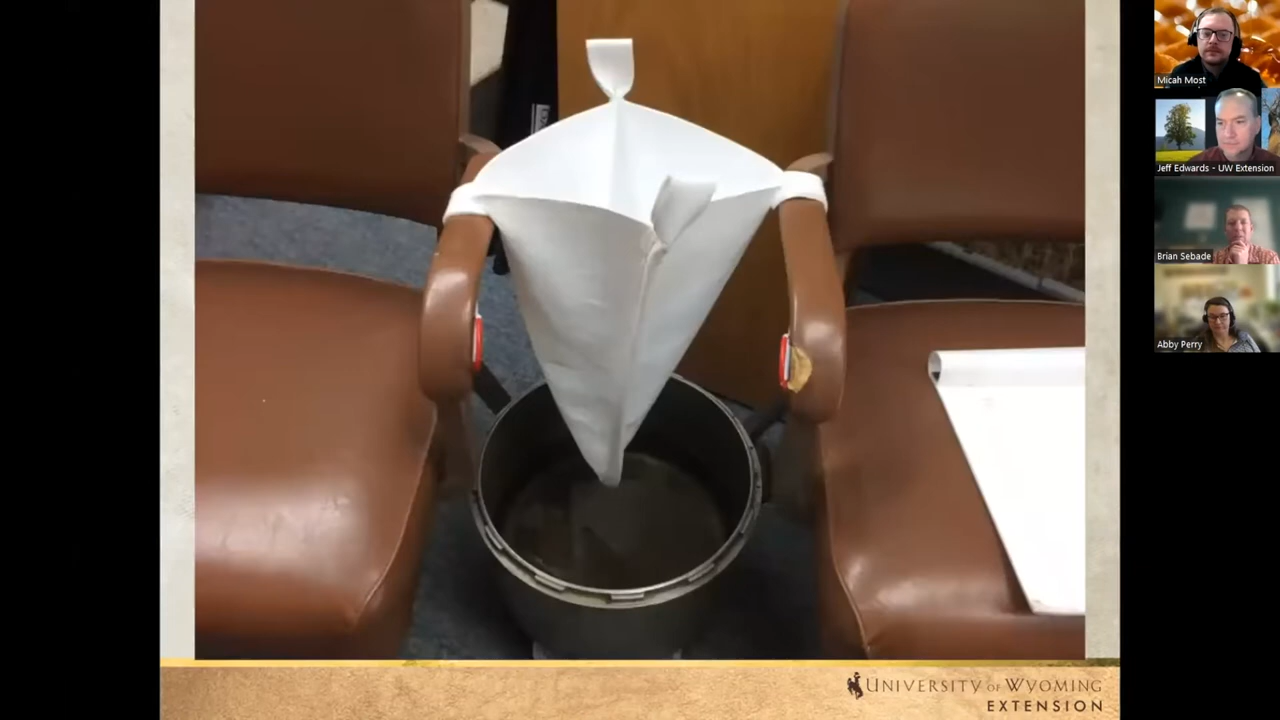 Micah Most
Jeff Edwards - UW Extension
Brian Sebade
Abby Perry
UNIVERSITY OF WYOMING
EXTENSION